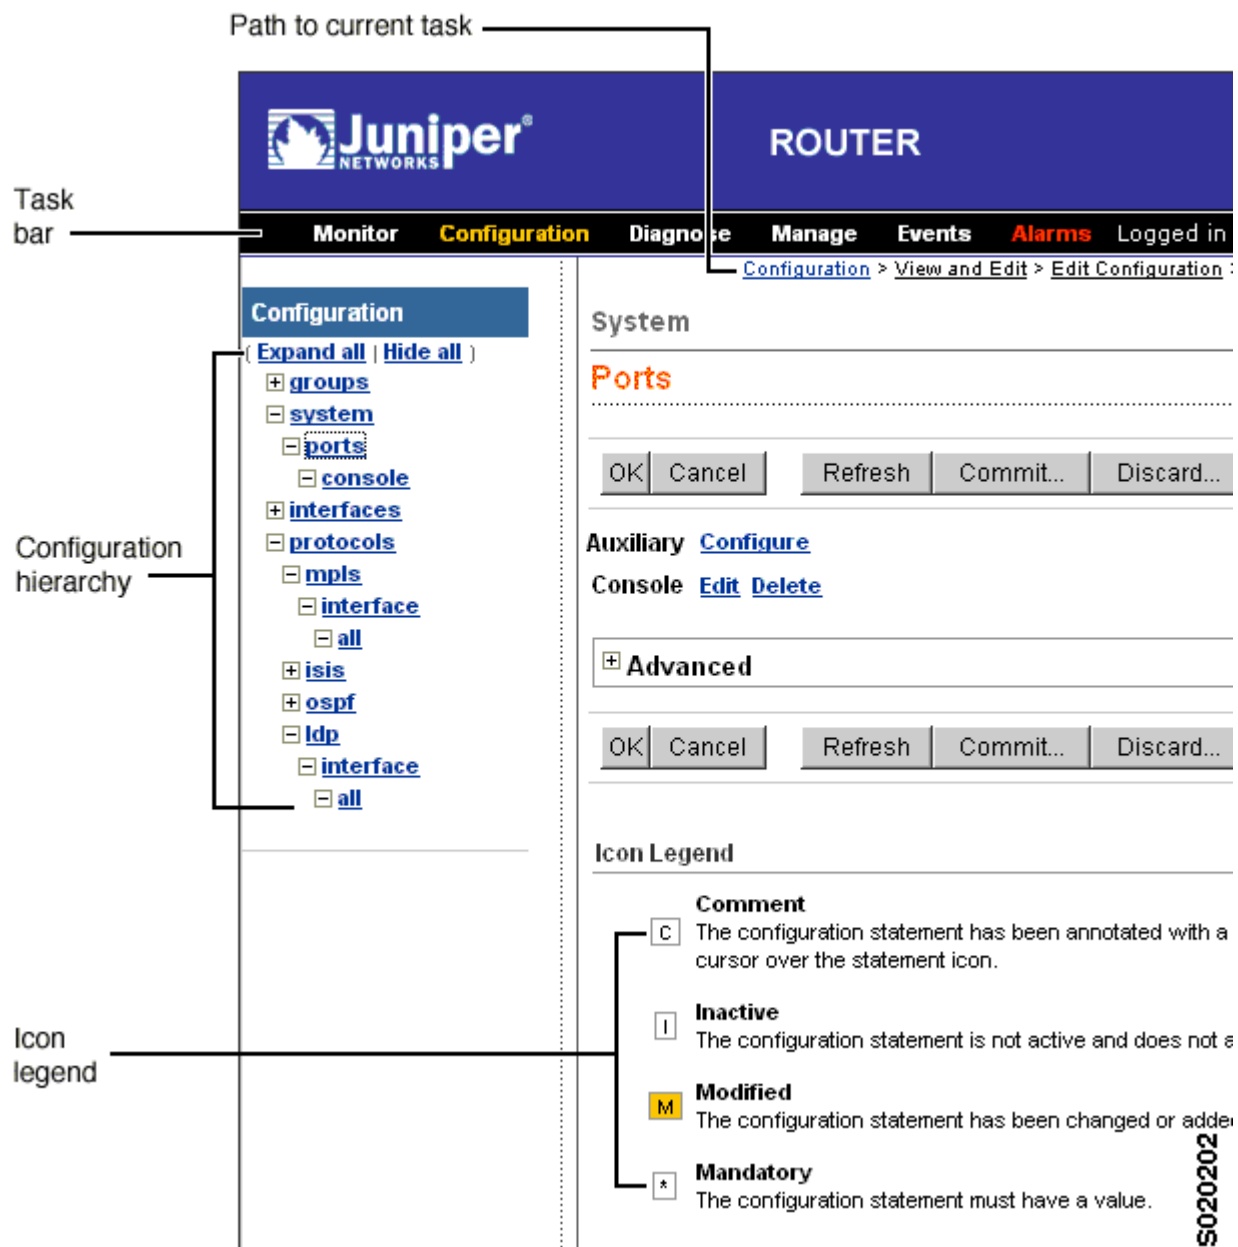 Path to current task
Juniper®
NETWORKS
ROUTER
Task
bar
Monitor Configuration Diagnose Manage Events Alarms Logged in
Configuration > View and Edit > Edit Configuration >
Configuration
( Expand all | Hide all )
groups
system
ports
console
interfaces
protocols
mpls
interface
all
isis
ospf
ldp
interface
all
Configuration
hierarchy
System
Ports
OK Cancel Refresh Commit... Discard...
Auxiliary Configure
Console Edit Delete
Advanced
OK Cancel Refresh Commit... Discard...
Icon Legend
Icon
legend
Comment
C The configuration statement has been annotated with a
cursor over the statement icon.
Inactive
I The configuration statement is not active and does not a
Modified
M The configuration statement has been changed or added
Mandatory
* The configuration statement must have a value.
S020202